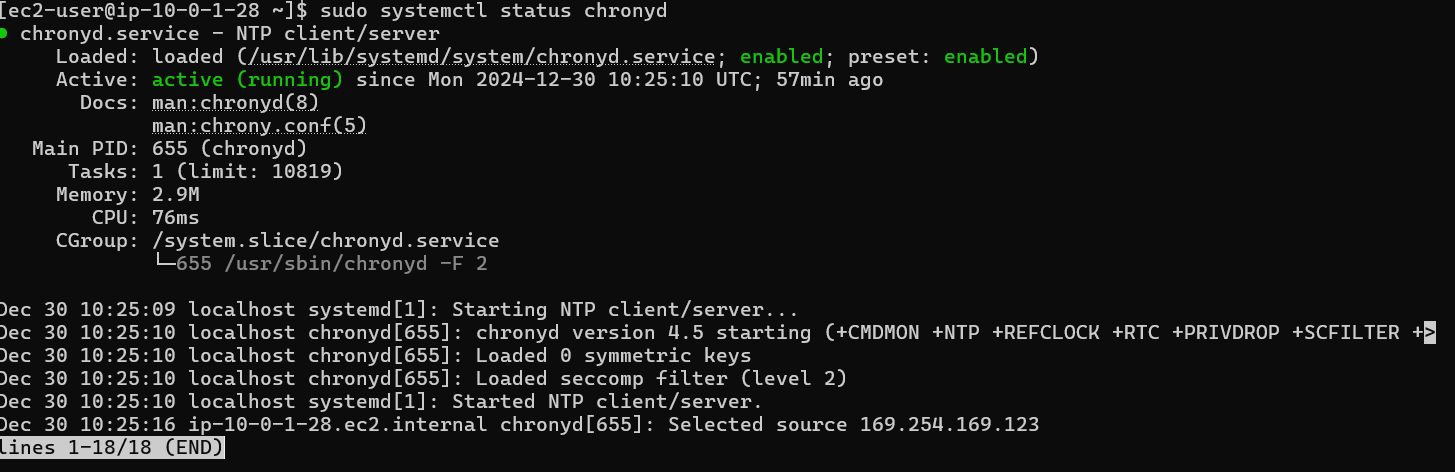 [ec2-user@ip-10-0-1-28 ~]$ sudo systemctl status chronyd
● chronyd.service - NTP client/server
     Loaded: loaded (/usr/lib/systemd/system/chronyd.service; enabled; preset: enabled)
     Active: active (running) since Mon 2024-12-30 10:25:10 UTC; 57min ago
       Docs: man:chronyd(8)
             man:chrony.conf(5)
   Main PID: 655 (chronyd)
      Tasks: 1 (limit: 10819)
     Memory: 2.9M
        CPU: 76ms
     CGroup: /system.slice/chronyd.service
             └─655 /usr/sbin/chronyd -F 2

Dec 30 10:25:09 localhost systemd[1]: Starting NTP client/server...
Dec 30 10:25:10 localhost chronyd[655]: chronyd version 4.5 starting (+CMDMON +NTP +REFCLOCK +RTC +PRIVDROP +SCFILTER +>
Dec 30 10:25:10 localhost chronyd[655]: Loaded 0 symmetric keys
Dec 30 10:25:10 localhost chronyd[655]: Loaded seccomp filter (level 2)
Dec 30 10:25:10 localhost systemd[1]: Started NTP client/server.
Dec 30 10:25:16 ip-10-0-1-28.ec2.internal chronyd[655]: Selected source 169.254.169.123
lines 1-18/18 (END)